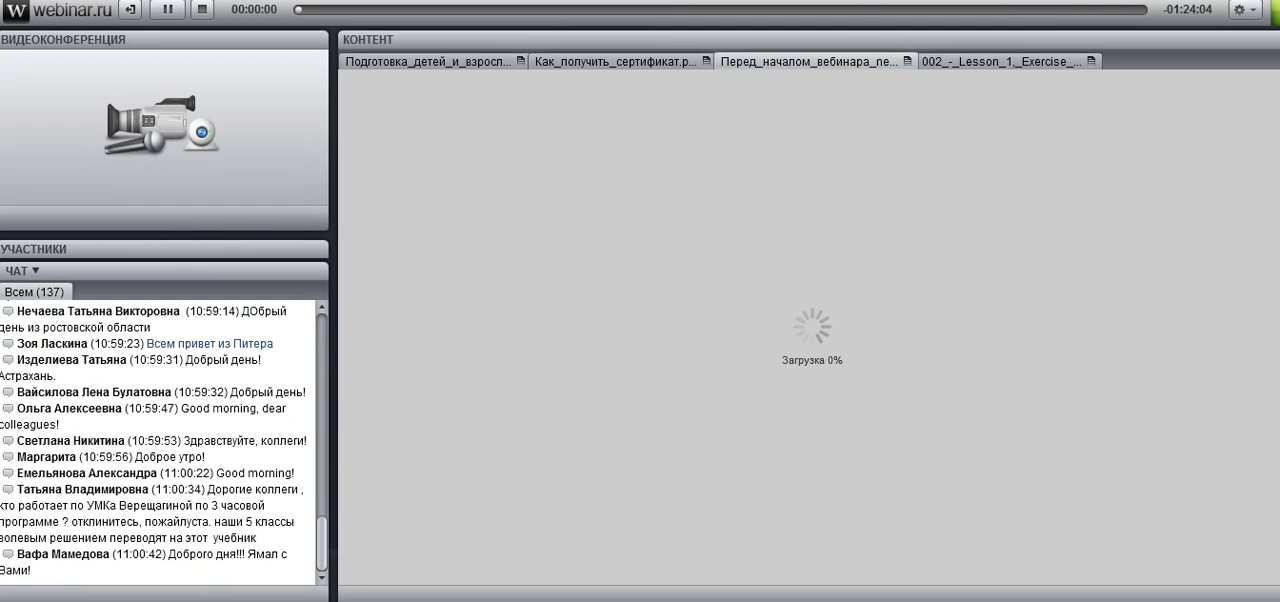 W webinar.ru 00:00:00 -01:24:04
ВИДЕОКОНФЕРЕНЦИЯ
КОНТЕНТ
Подготовка_детей_и_взросл... Как_получить_сертификат.p... Перед_началом_вебинара_ne... 002_-_Lesson_1,_Exercise_...
Загрузка 0%
УЧАСТНИКИ
ЧАТ
Всем (137)
Нечаева Татьяна Викторовна (10:59:14) ДОбрый
день из ростовской области
Зоя Ласкина (10:59:23) Всем привет из Питера
Изделиева Татьяна (10:59:31) Добрый день!
Астрахань.
Вайсилова Лена Булатовна (10:59:32) Добрый день!
Ольга Алексеевна (10:59:47) Good morning, dear
colleagues!
Светлана Никитина (10:59:53) Здравствуйте, коллеги!
Маргарита (10:59:56) Доброе утро!
Емельянова Александра (11:00:22) Good morning!
Татьяна Владимировна (11:00:34) Дорогие коллеги ,
кто работает по УМКа Верещагиной по 3 часовой
программе ? отклинитесь, пожайлуста. наши 5 классы
волевым решением переводят на этот учебник
Вафа Мамедова (11:00:42) Доброго дня!!! Ямал с
Вами!